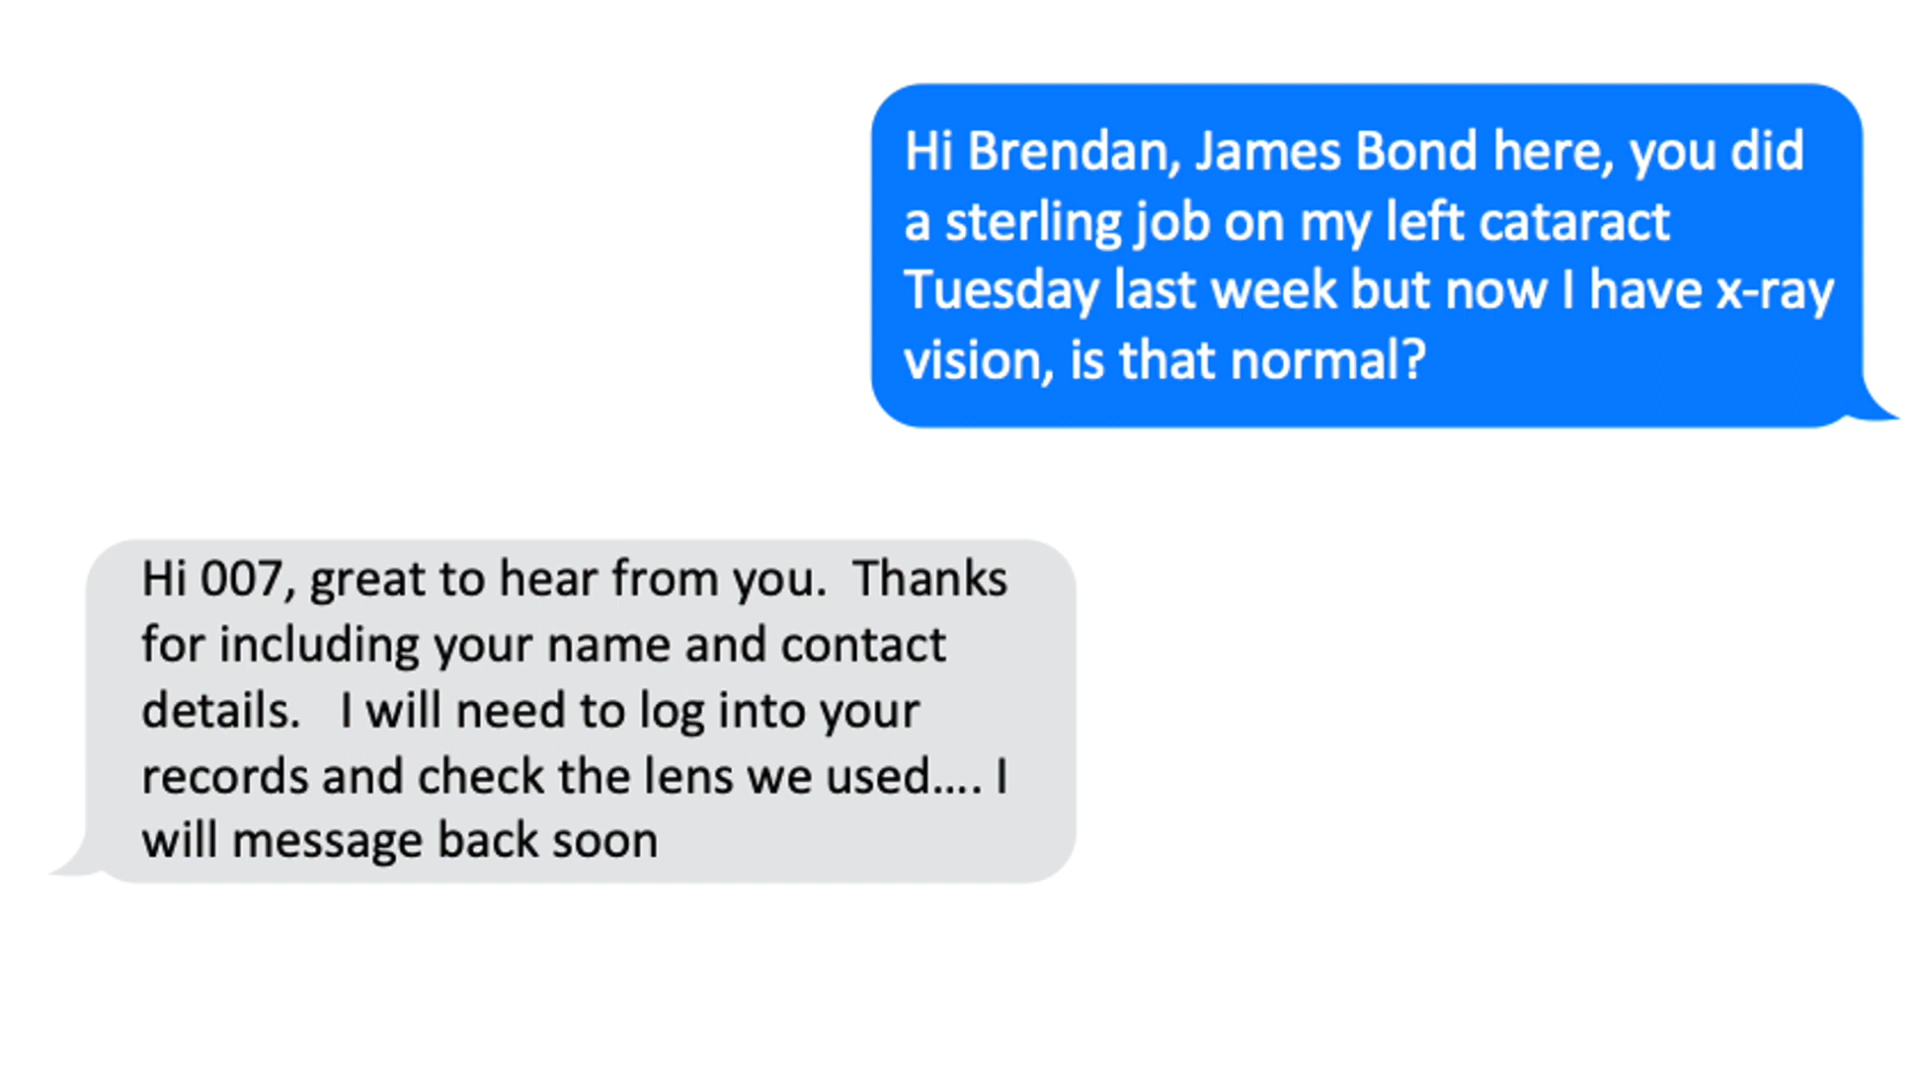 Hi Brendan, James Bond here, you did
a sterling job on my left cataract
Tuesday last week but now I have x-ray
vision, is that normal?
Hi 007, great to hear from you.  Thanks
for including your name and contact
details.   I will need to log into your
records and check the lens we used.... I
will message back soon